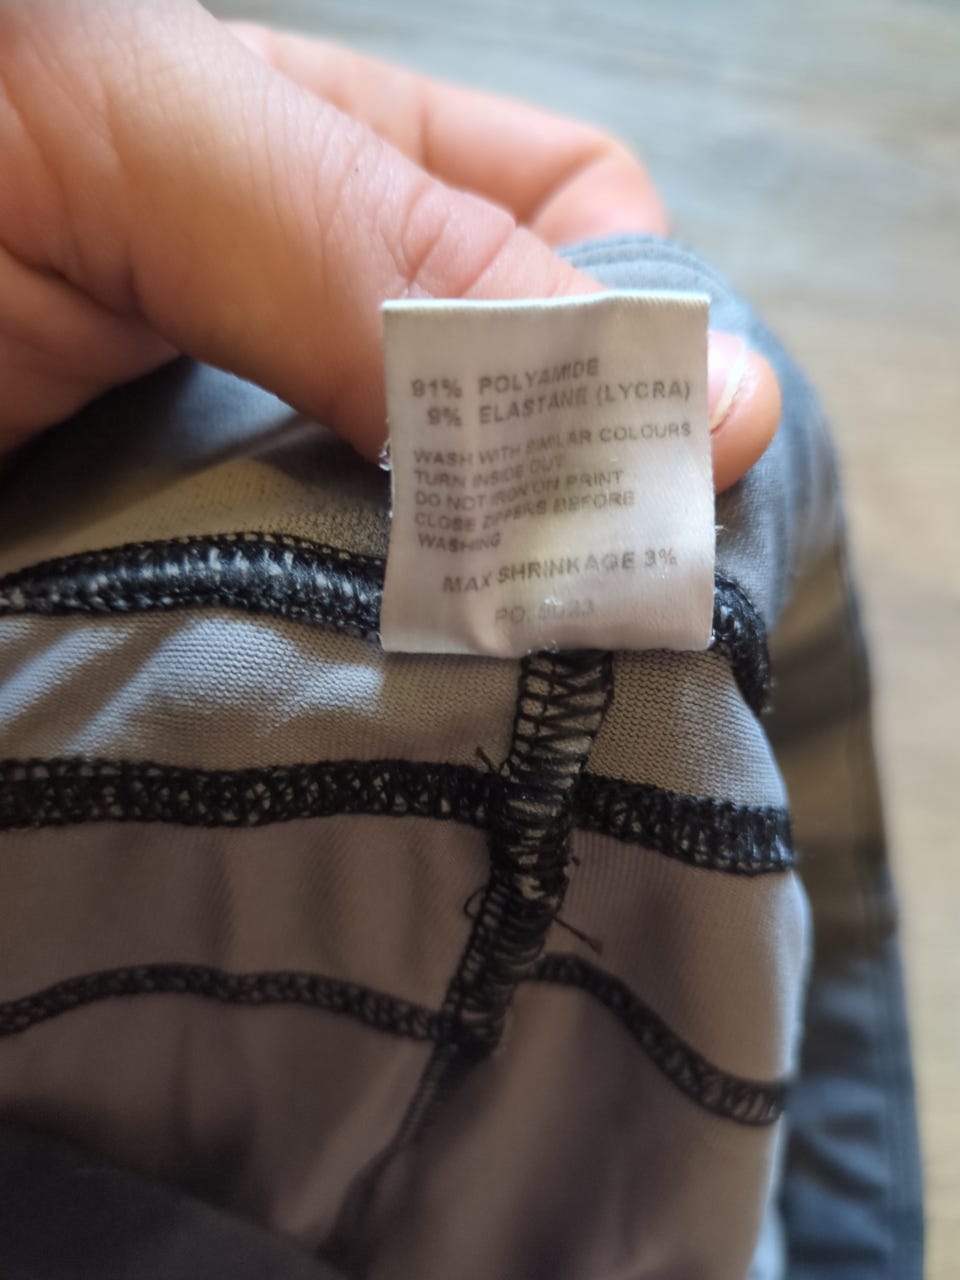 91% POLYAMIDE
9% ELASTANE (LYCRA)
WASH WITH SIMILAR COLOURS
TURN INSIDE OUT
DO NOT IRON ON PRINT
CLOSE ZIPPERS BEFORE
WASHING
MAX SHRINKAGE 3%
PO.